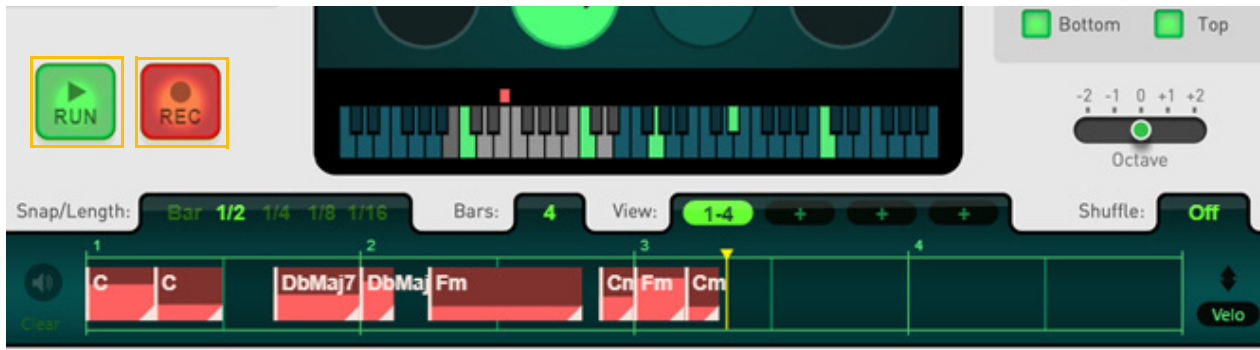 Bottom Top
RUN REC
-2 -1 0 +1 +2
Octave
Snap/Length: Bar 1/2 1/4 1/8 1/16 Bars: 4 View: 1-4 + + + Shuffle: Off
1 2 3 4
C C DbMaj7 DbMaj Fm Cm Fm Cm
Clear Velo